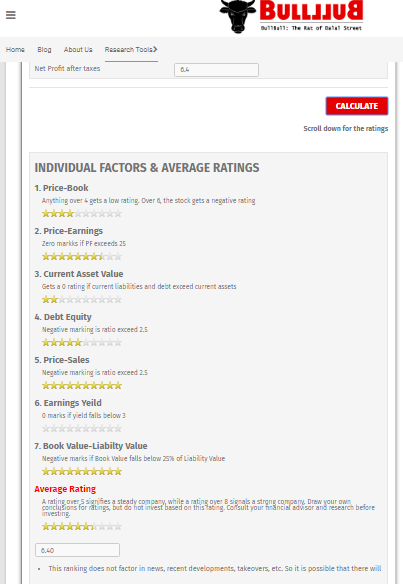 BULLLJUB
BullBull: The Rat of Dalal Street
Home Blog About Us Research Tools
Net Profit after taxes 6.4
CALCULATE
Scroll down for the ratings
INDIVIDUAL FACTORS & AVERAGE RATINGS
1. Price-Book
Anything over 4 gets a low rating. Over 6, the stock gets a negative rating
2. Price-Earnings
Zero markks if PF exceeds 25
3. Current Asset Value
Gets a 0 rating if current liabilities and debt exceed current assets
4. Debt Equity
Negative marking is ratio exceed 2.5
5. Price-Sales
Negative marking is ratio exceed 2.5
6. Earnings Yeild
0 marks if yield falls below 3
7. Book Value-Liabilty Value
Negative marks if Book Value falls below 25% of Liability Value
Average Rating
A rating over 5 signifies a steady company, while a rating over 8 signals a strong company. Draw your own
conclusions for ratings, but do not invest based on this rating. Consult your financial advisor and research before
investing.
6.40
• This ranking does not factor in news, recent developments, takeovers, etc. So it is possible that there will